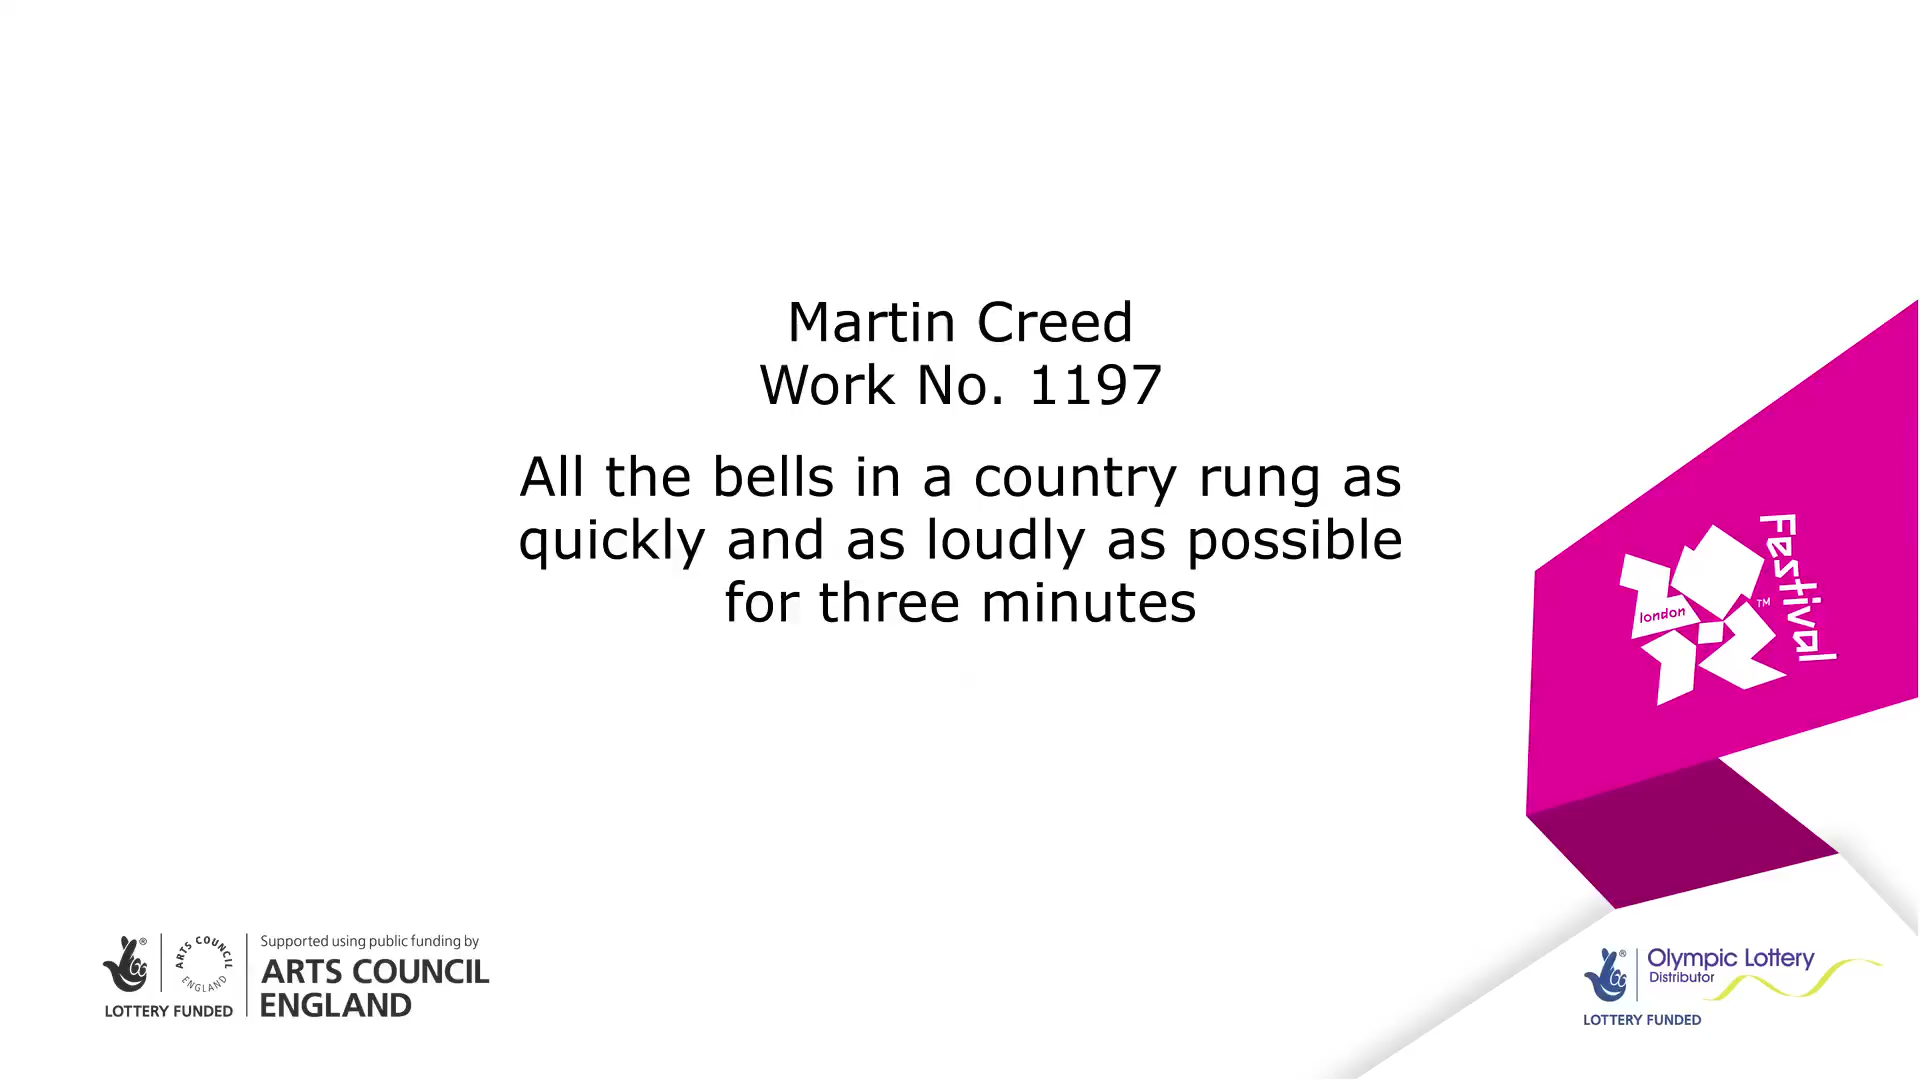 Martin Creed
Work No. 1197
All the bells in a country rung as
quickly and as loudly as possible
for three minutes
london
TM
Festival
®
ARTS COUNCIL
ENGLAND
LOTTERY FUNDED
Supported using public funding by
ARTS COUNCIL
ENGLAND
®
Olympic Lottery
Distributor
LOTTERY FUNDED